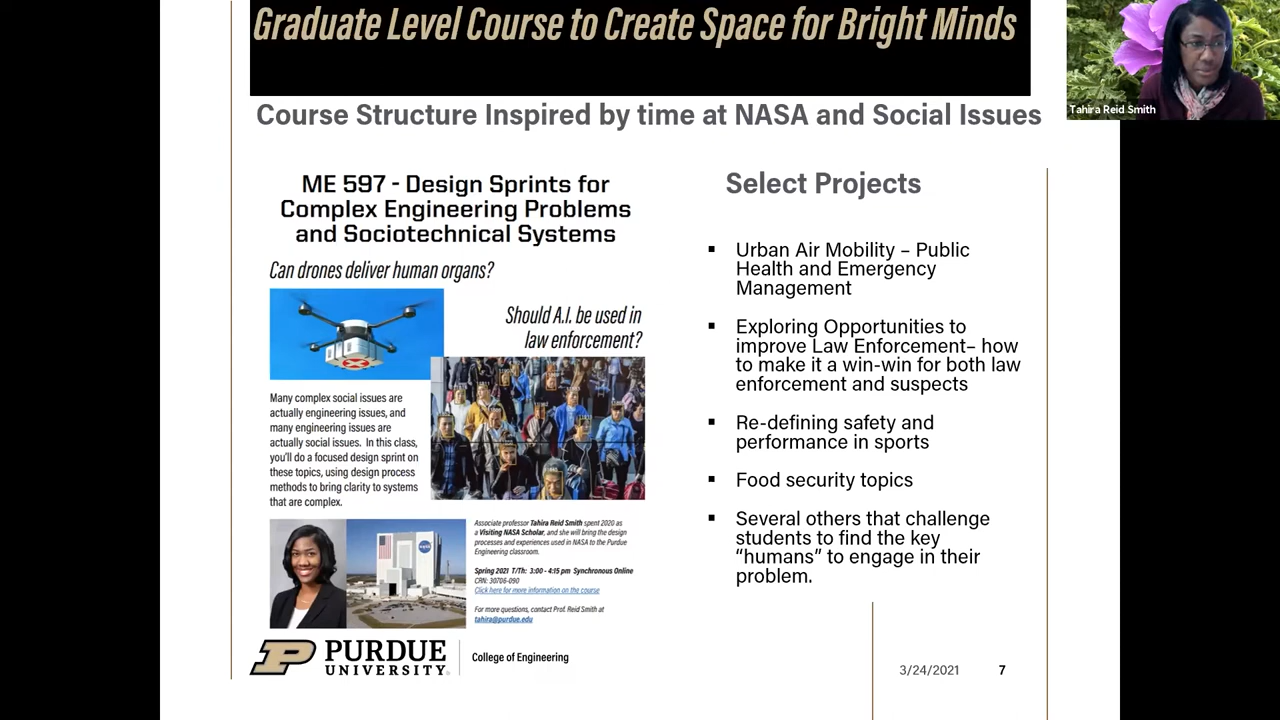 Graduate Level Course to Create Space for Bright Minds
Tahira Reid Smith
Course Structure Inspired by time at NASA and Social Issues
ME 597 - Design Sprints for
Complex Engineering Problems
and Sociotechnical Systems
Can drones deliver human organs?
Should A.I. be used in
law enforcement?
Many complex social issues are
actually engineering issues, and
many engineering issues are
actually social issues. In this class,
you'll do a focused design sprint on
these topics, using design process
methods to bring clarity to systems
that are complex.
Associate professor Tahira Reid Smith spent 2020 as
a Visiting NASA Scholar, and she will bring the design
processes and experiences used in NASA to the Purdue
Engineering classroom.
Spring 2021 T/Th: 3:00 - 4:15 pm Synchronous Online
CRN: 30706-090
Click here for more information on the course
For more questions, contact Prof. Reid Smith at
tahira@purdue.edu
Select Projects
▪ Urban Air Mobility – Public
Health and Emergency
Management
▪ Exploring Opportunities to
improve Law Enforcement– how
to make it a win-win for both law
enforcement and suspects
▪ Re-defining safety and
performance in sports
▪ Food security topics
▪ Several others that challenge
students to find the key
“humans” to engage in their
problem.
PURDUE
UNIVERSITY
College of Engineering
3/24/2021
7